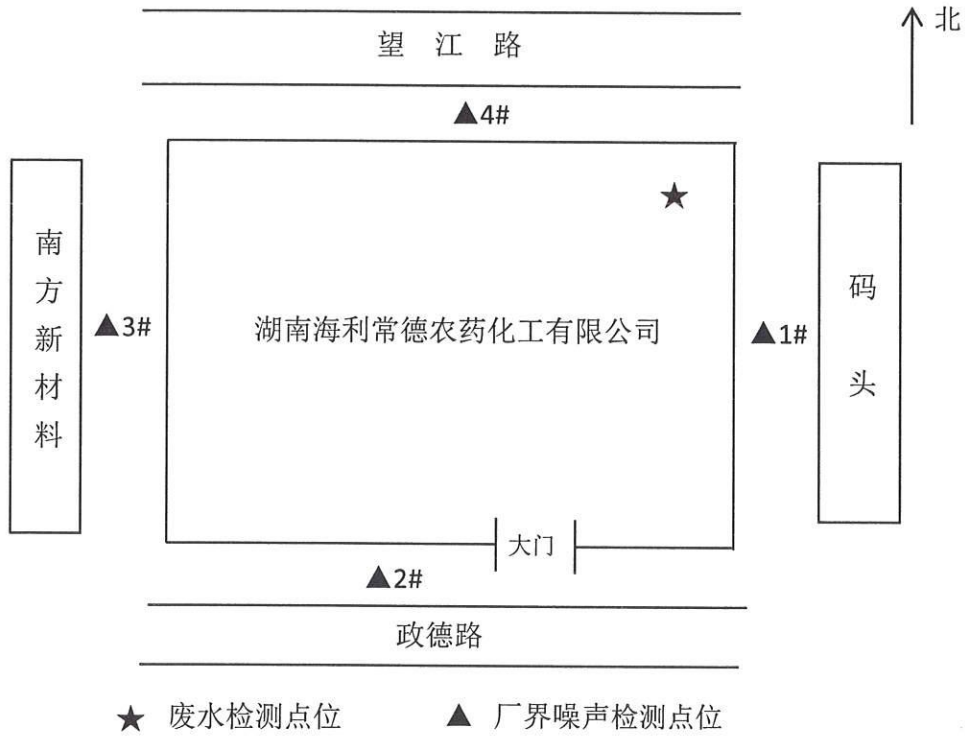 望江路
北
▲4#
南方新材料
▲3#
湖南海利常德农药化工有限公司
▲1#
码头
大门
▲2#
政德路
★ 废水检测点位 ▲ 厂界噪声检测点位